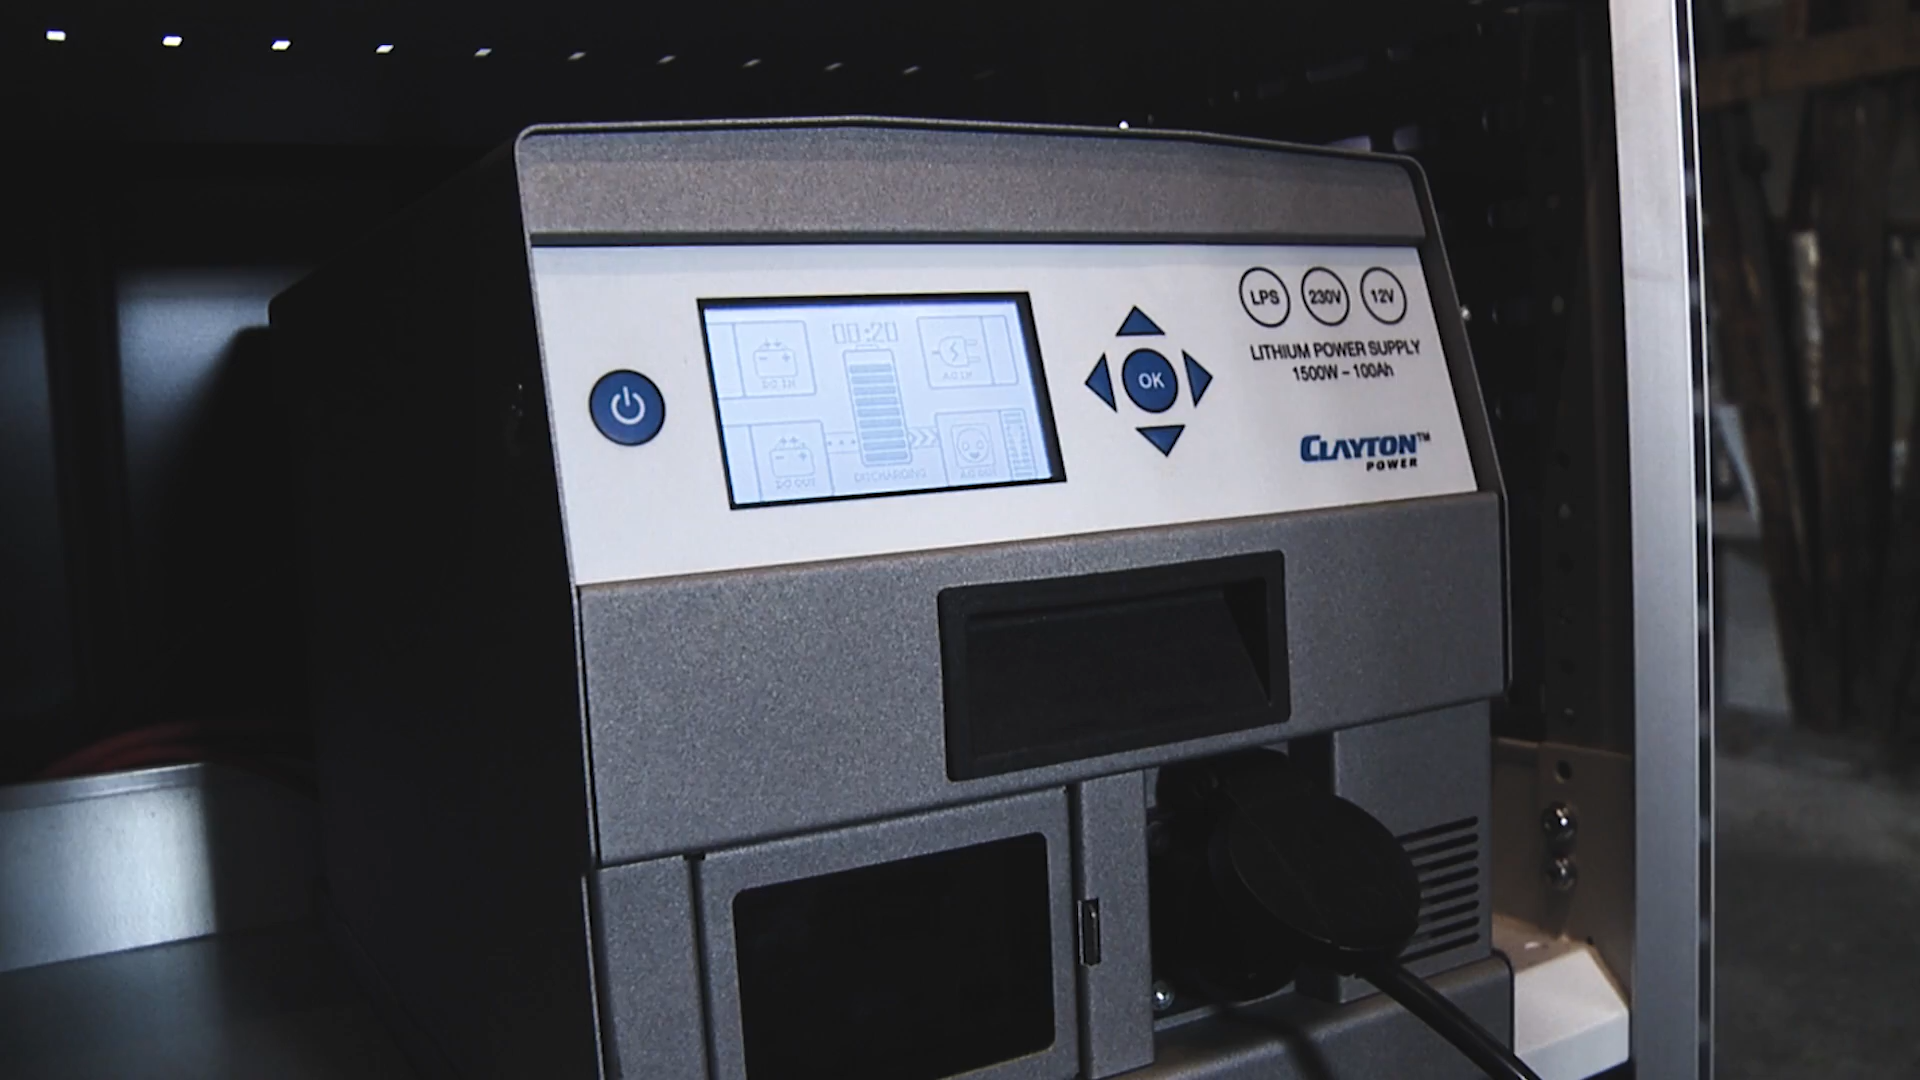 LPS 230V 12V
LITHIUM POWER SUPPLY
1500W – 100Ah
CLAYTON™
POWER
OK
00:20
DC IN
AC IN
DC OUT
DISCHARGING
AC OUT